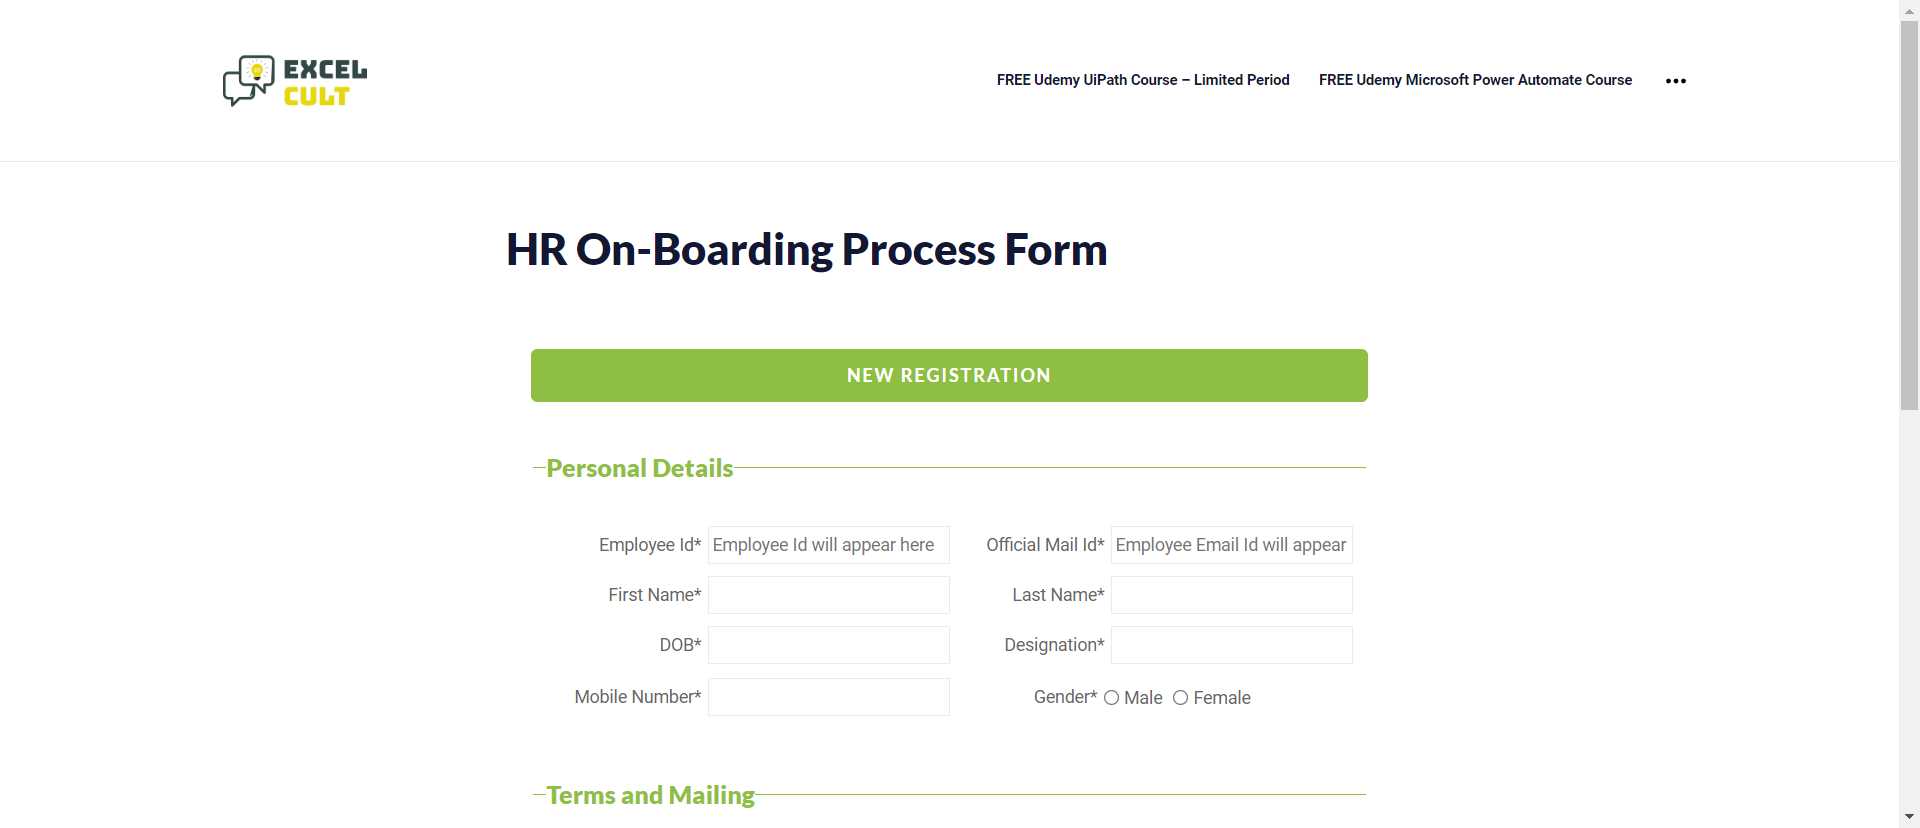 EXCEL
CULT
FREE Udemy UiPath Course – Limited Period
FREE Udemy Microsoft Power Automate Course
HR On-Boarding Process Form
NEW REGISTRATION
Personal Details
Employee Id* Employee Id will appear here
Official Mail Id* Employee Email Id will appear
First Name*
Last Name*
DOB*
Designation*
Mobile Number*
Gender* Male Female
Terms and Mailing